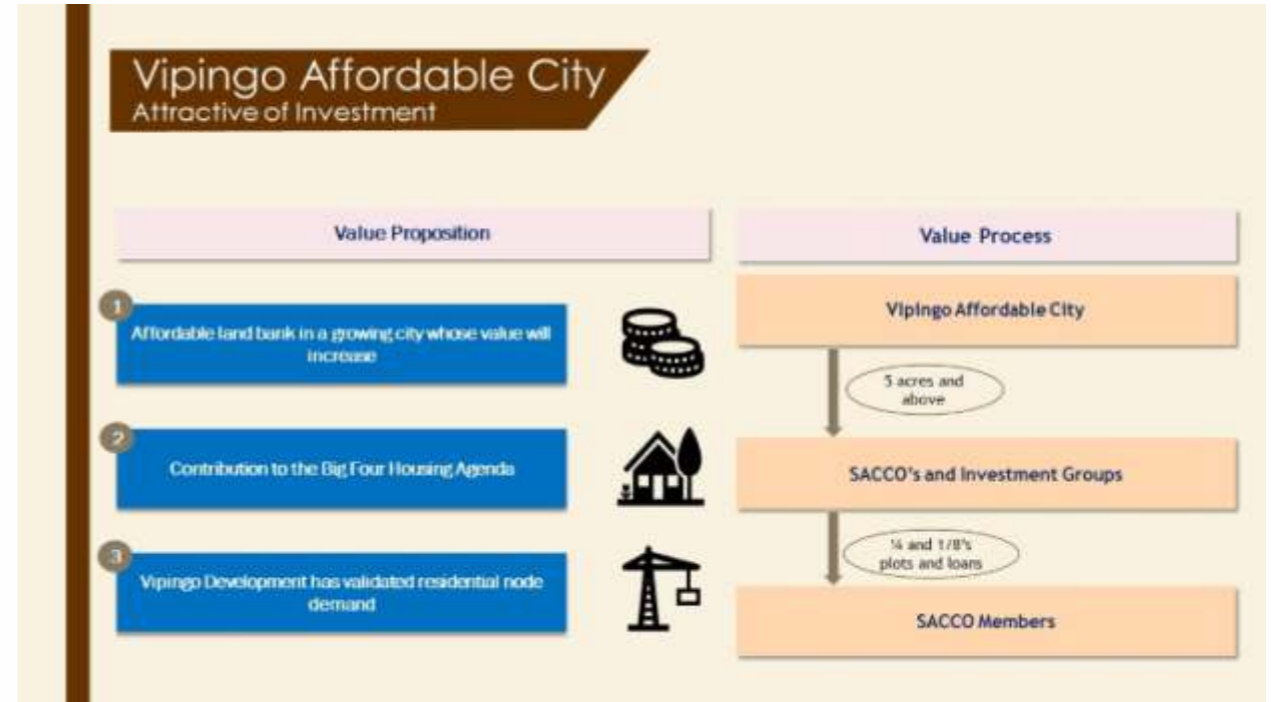 Vipingo Affordable City
Attractive of Investment
Value Proposition
1
Affordable land bank in a growing city whose value will
increase
2
Contribution to the Big Four Housing Agenda
3
Vipingo Development has validated residential node
demand
Value Process
Vipingo Affordable City
5 acres and
above
SACCO's and Investment Groups
¼ and 1/8's
plots and loans
SACCO Members